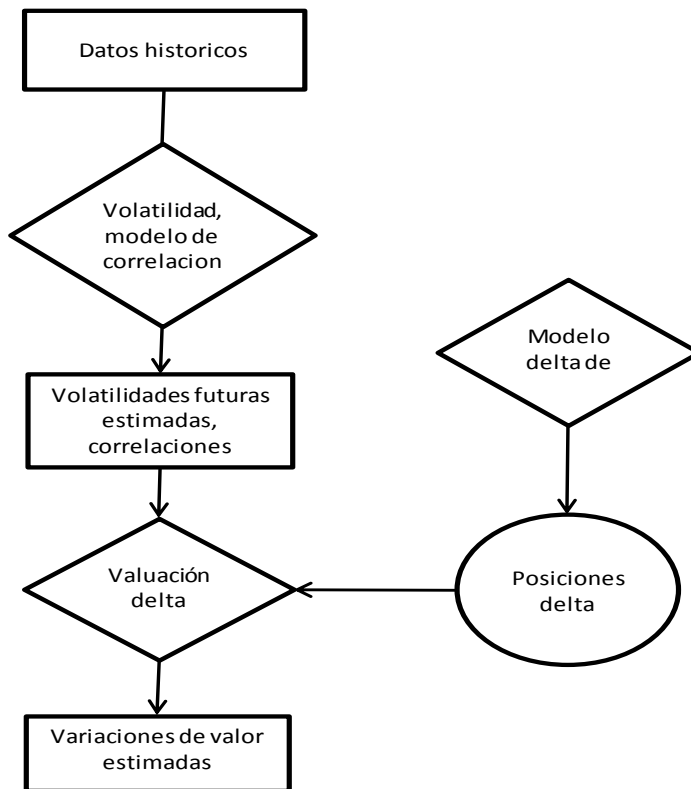 Datos historicos
Volatilidad,
modelo de
correlacion
Modelo
delta de
Volatilidades futuras
estimadas,
correlaciones
Valuación
delta
Posiciones
delta
Variaciones de valor
estimadas